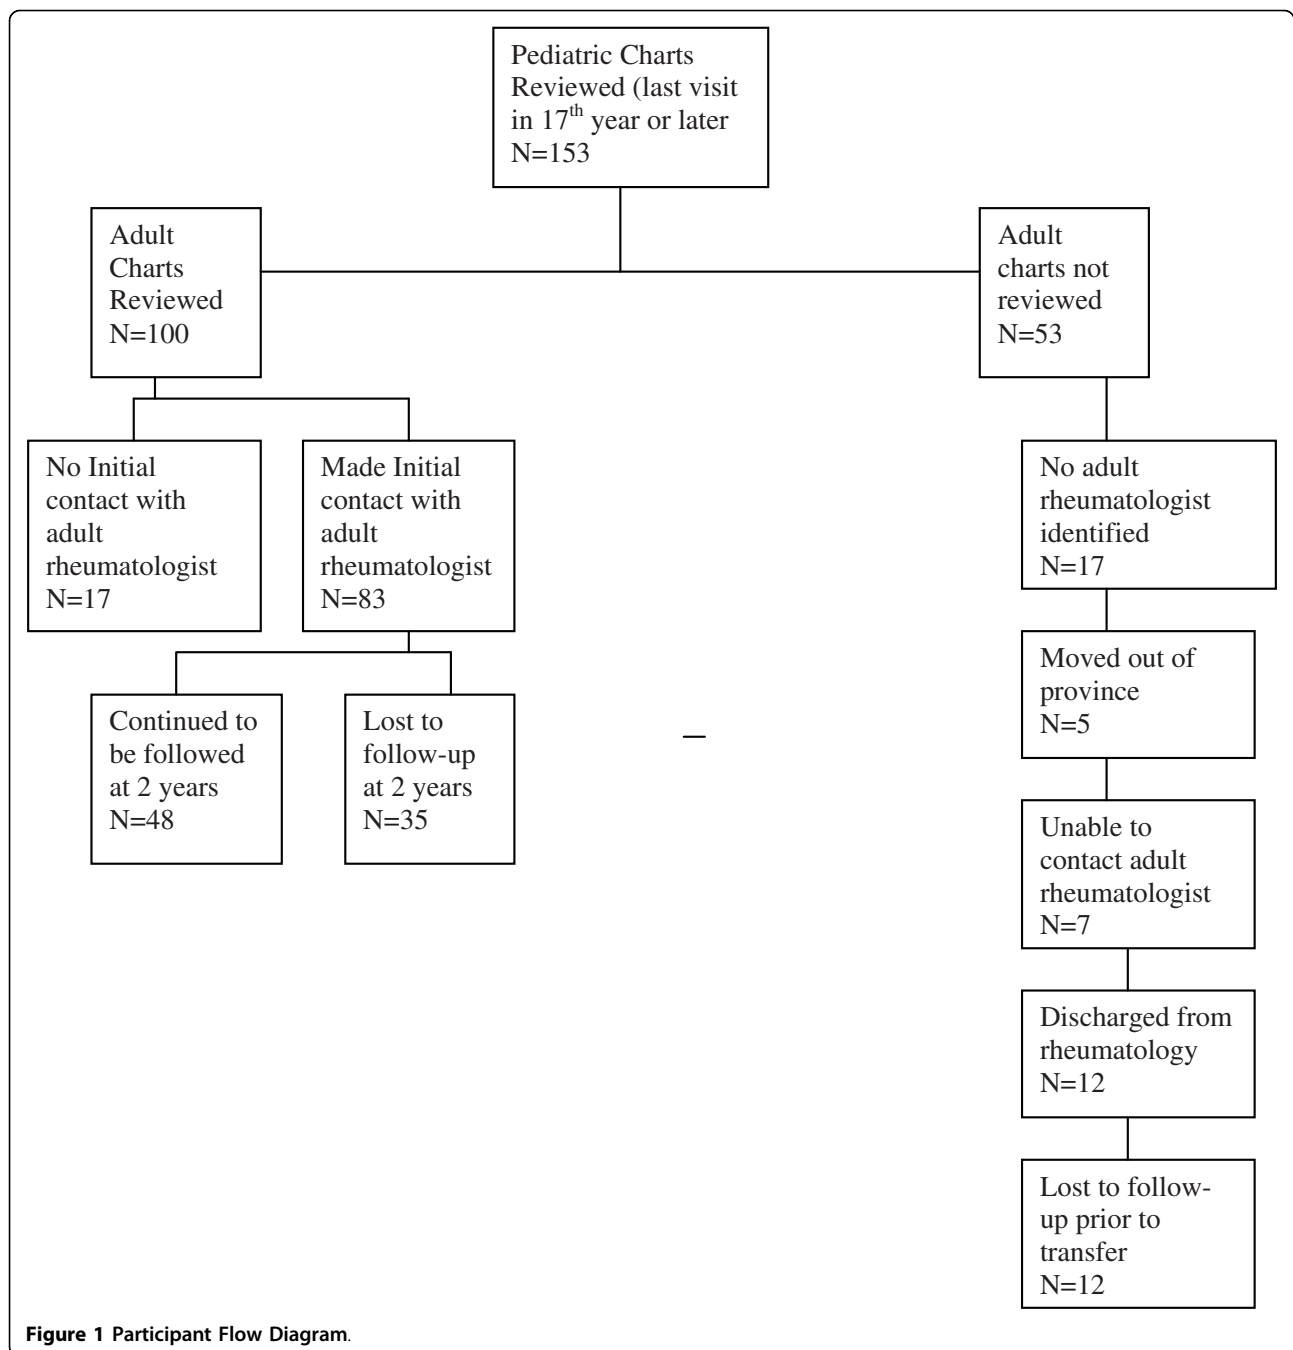 Pediatric Charts
Reviewed (last visit
in 17th year or later
N=153
Adult
Charts
Reviewed
N=100
Adult
charts not
reviewed
N=53
No Initial
contact with
adult
rheumatologist
N=17
Made Initial
contact with
adult
rheumatologist
N=83
No adult
rheumatologist
identified
N=17
Continued to
be followed
at 2 years
N=48
Lost to
follow-up
at 2 years
N=35
Moved out of
province
N=5
Unable to
contact adult
rheumatologist
N=7
Discharged from
rheumatology
N=12
Lost to follow-
up prior to
transfer
N=12
Figure 1 Participant Flow Diagram.